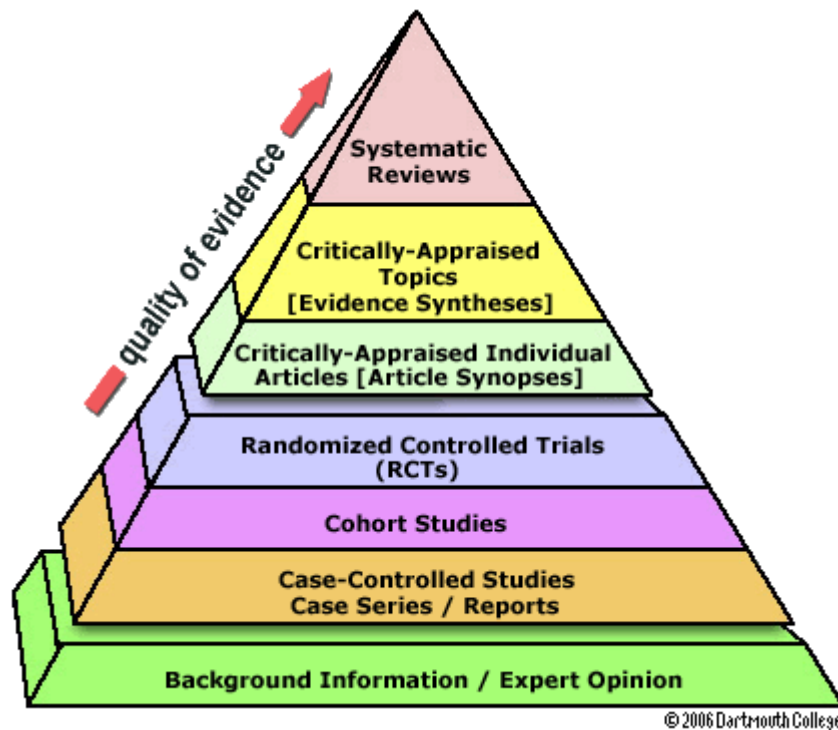 quality of evidence
Systematic
Reviews
Critically-Appraised
Topics
[Evidence Syntheses]
Critically-Appraised Individual
Articles [Article Synopses]
Randomized Controlled Trials
(RCTs)
Cohort Studies
Case-Controlled Studies
Case Series / Reports
Background Information / Expert Opinion
© 2006 Dartmouth College